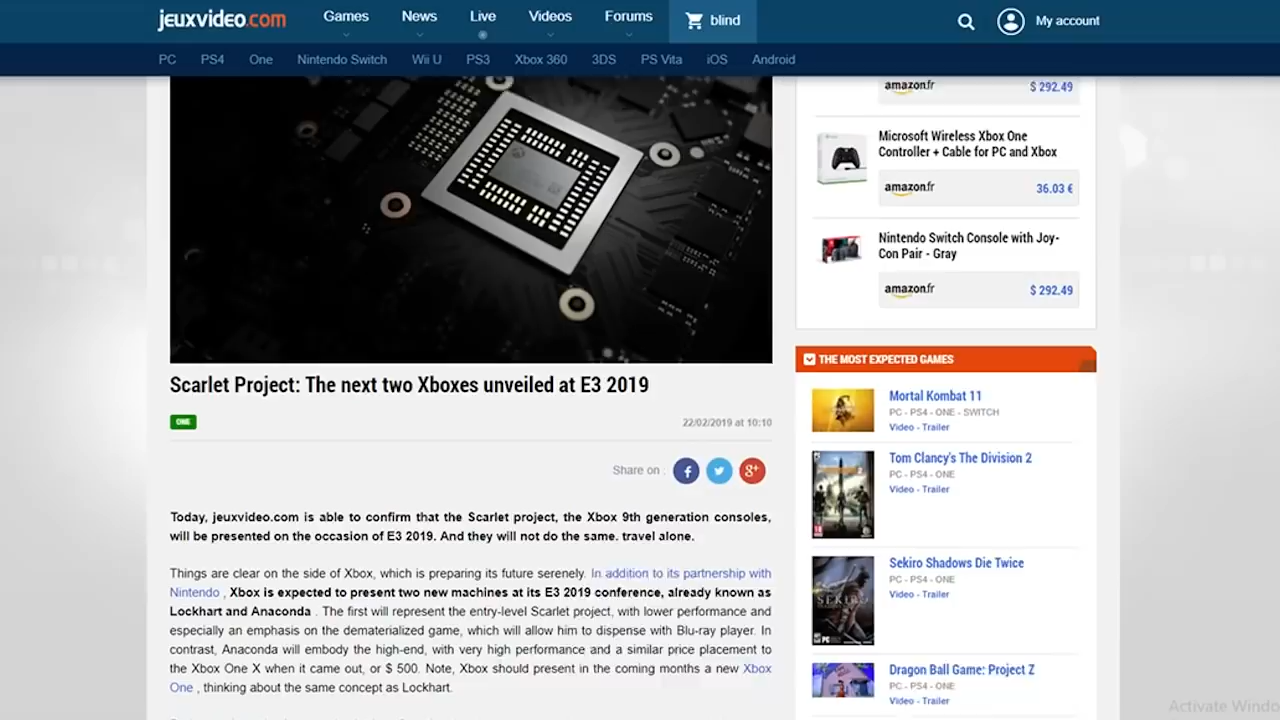 jeuxvideo.com
Games
News
Live
Videos
Forums
blind
My account
PC
PS4
One
Nintendo Switch
Wii U
PS3
Xbox 360
3DS
PS Vita
iOS
Android
Scarlet Project: The next two Xboxes unveiled at E3 2019
ONE
22/02/2019 at 10:10
Share on :
Today, jeuxvideo.com is able to confirm that the Scarlet project, the Xbox 9th generation consoles,
will be presented on the occasion of E3 2019. And they will not do the same. travel alone.
Things are clear on the side of Xbox, which is preparing its future serenely. In addition to its partnership with
Nintendo , Xbox is expected to present two new machines at its E3 2019 conference, already known as
Lockhart and Anaconda . The first will represent the entry-level Scarlet project, with lower performance and
especially an emphasis on the dematerialized game, which will allow him to dispense with Blu-ray player. In
contrast, Anaconda will embody the high-end, with very high performance and a similar price placement to
the Xbox One X when it came out, or $ 500. Note, Xbox should present in the coming months a new Xbox
One , thinking about the same concept as Lockhart.
amazon.fr
$ 292.49
Microsoft Wireless Xbox One
Controller + Cable for PC and Xbox
amazon.fr
36.03 €
Nintendo Switch Console with Joy-
Con Pair - Gray
amazon.fr
$ 292.49
THE MOST EXPECTED GAMES
Mortal Kombat 11
PC - PS4 - ONE - SWITCH
Video - Trailer
Tom Clancy's The Division 2
PC - PS4 - ONE
Video - Trailer
Sekiro Shadows Die Twice
PC - PS4 - ONE
Video - Trailer
SEKIRO
Dragon Ball Game: Project Z
PC - PS4 - ONE
Video - Trailer
Activate Windo